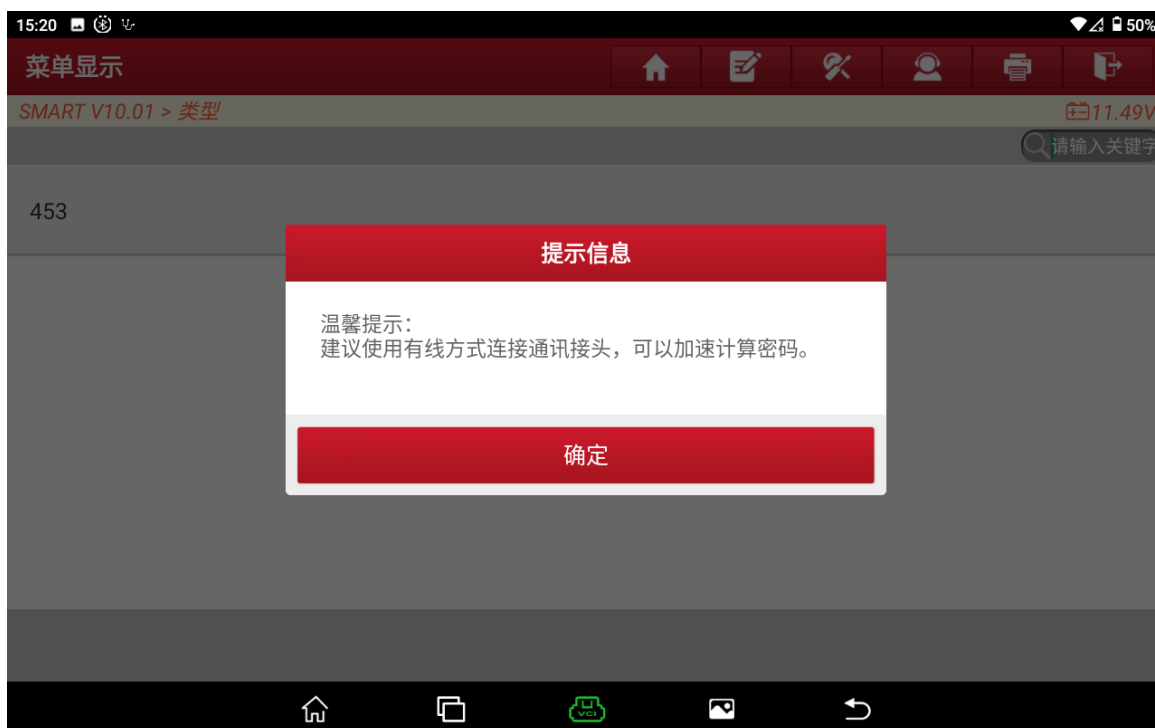 15:20
50%
菜单显示
SMART V10.01 > 类型
11.49V
请输入关键字
453
提示信息
温馨提示：
建议使用有线方式连接通讯接头，可以加速计算密码。
确定
VCI